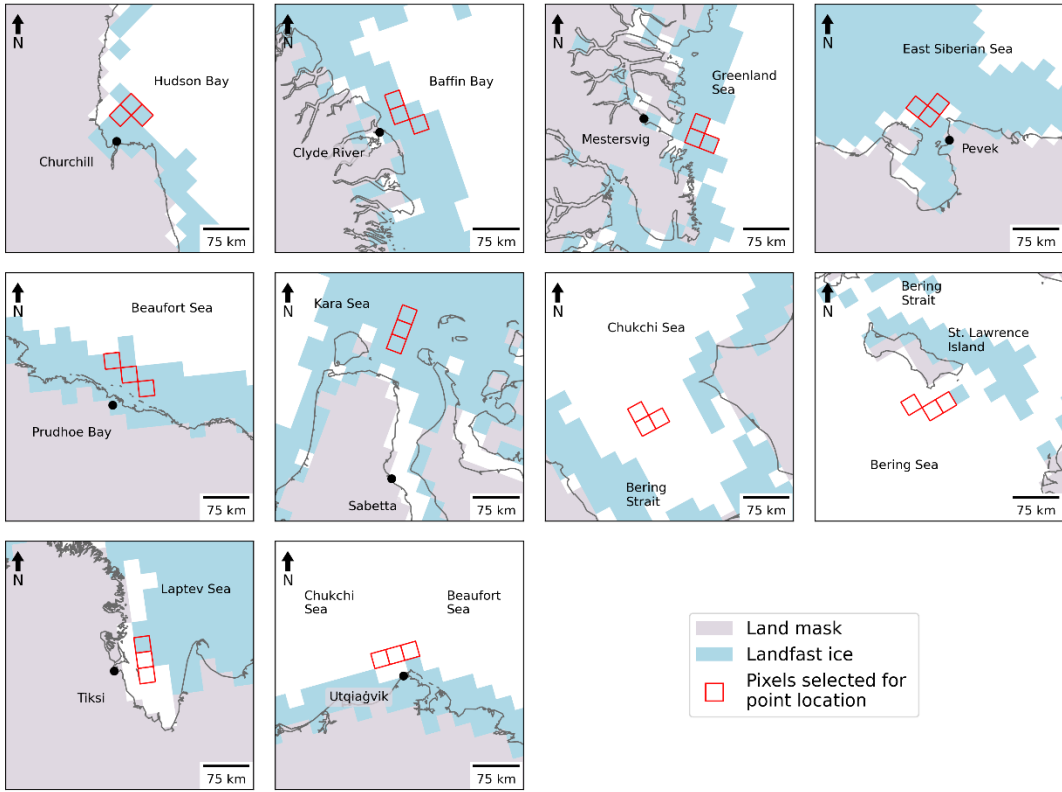 N
Hudson Bay
Churchill
75 km
N
Baffin Bay
Clyde River
75 km
N
Greenland
Sea
Mestersvig
75 km
N
East Siberian Sea
Pevek
75 km
N
Beaufort Sea
Prudhoe Bay
75 km
N
Kara Sea
Sabetta
75 km
N
Chukchi Sea
Bering
Strait
75 km
N
Bering
Strait
St. Lawrence
Island
Bering Sea
75 km
N
Laptev Sea
Tiksi
75 km
N
Chukchi
Sea
Beaufort
Sea
Utqiaġvik
75 km
Land mask
Landfast ice
Pixels selected for
point location